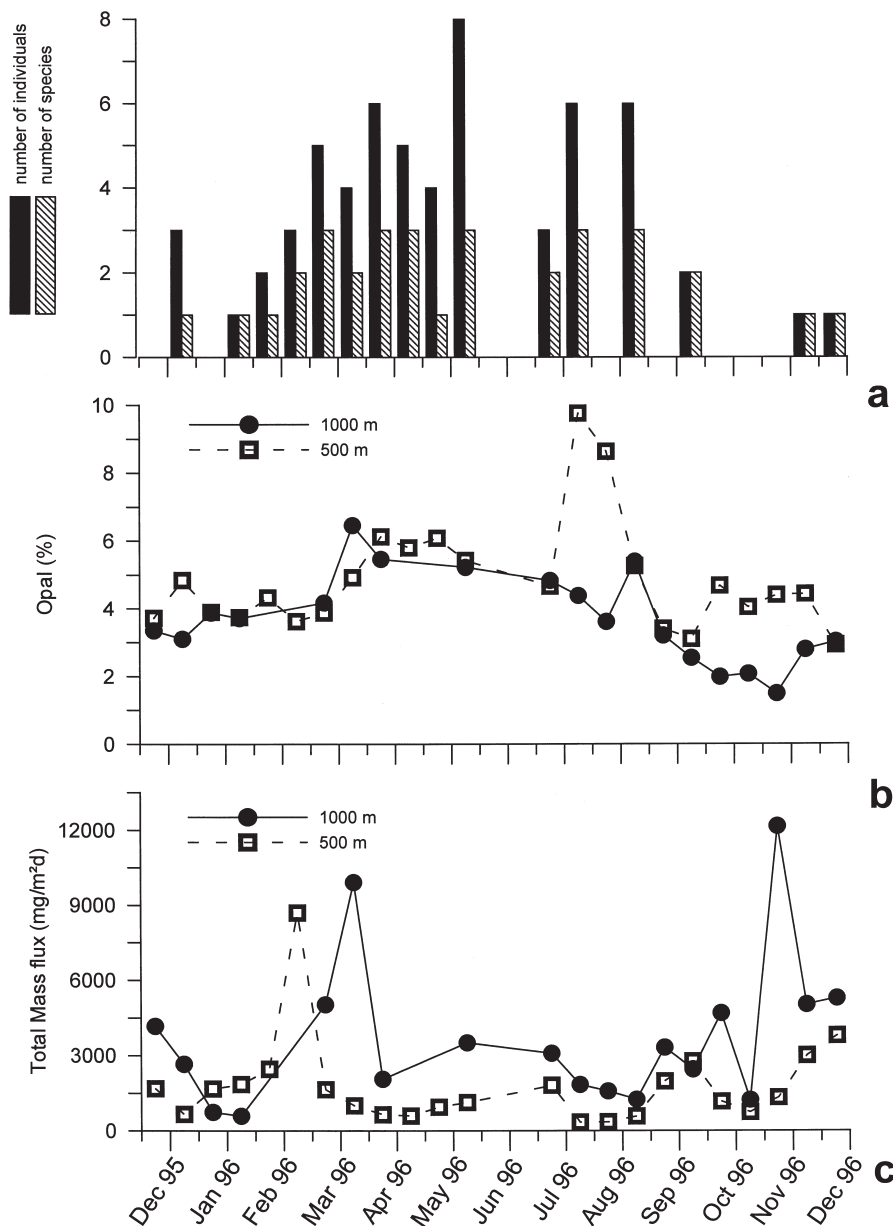 number of individuals
number of species
8
6
4
2
0
a
10
8
6
4
2
0
Opal (%)
1000 m
500 m
b
12000
9000
6000
3000
0
Total Mass flux (mg/m²d)
1000 m
500 m
Dec 95
Jan 96
Feb 96
Mar 96
Apr 96
May 96
Jun 96
Jul 96
Aug 96
Sep 96
Oct 96
Nov 96
Dec 96
c